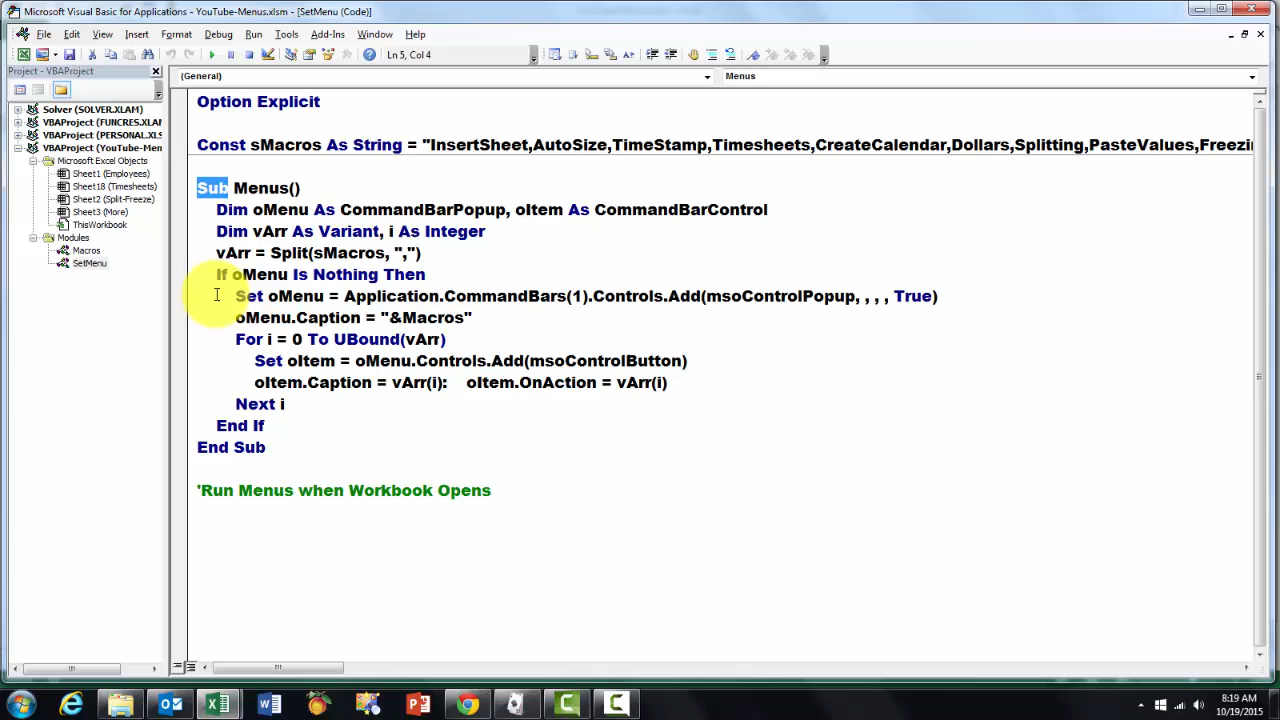 Microsoft Visual Basic for Applications - YouTube-Menus.xlsm - [SetMenu (Code)]
File Edit View Insert Format Debug Run Tools Add-Ins Window Help
Ln 5, Col 4
Project - VBAProject
(General) Menus
Solver (SOLVER.XLAM)
VBAProject (FUNCRES.XLAM)
VBAProject (PERSONAL.XLS
VBAProject (YouTube-Men
Microsoft Excel Objects
Sheet1 (Employees)
Sheet18 (Timesheets)
Sheet2 (Split-Freeze)
Sheet3 (More)
ThisWorkbook
Modules
Macros
SetMenu
Option Explicit
Const sMacros As String = "InsertSheet,AutoSize,TimeStamp,Timesheets,CreateCalendar,Dollars,Splitting,PasteValues,Freezin
Sub Menus()
Dim oMenu As CommandBarPopup, oItem As CommandBarControl
Dim vArr As Variant, i As Integer
vArr = Split(sMacros, ",")
If oMenu Is Nothing Then
Set oMenu = Application.CommandBars(1).Controls.Add(msoControlPopup, , , , True)
oMenu.Caption = "&Macros"
For i = 0 To UBound(vArr)
Set oItem = oMenu.Controls.Add(msoControlButton)
oItem.Caption = vArr(i): oItem.OnAction = vArr(i)
Next i
End If
End Sub
'Run Menus when Workbook Opens
8:19 AM
10/19/2015